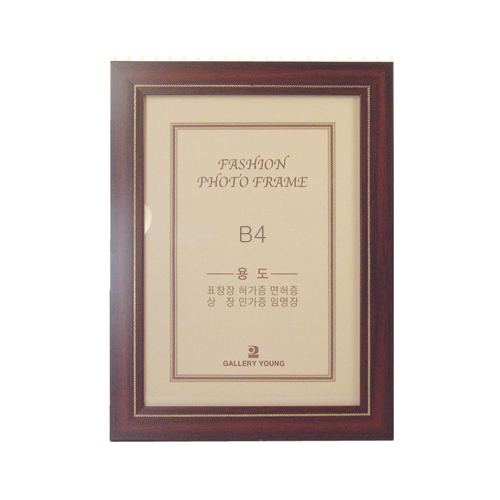 FASHION
PHOTO FRAME
B4
용 도
표창장 허가증 면허증
상 장 인가증 임명장
GALLERY YOUNG